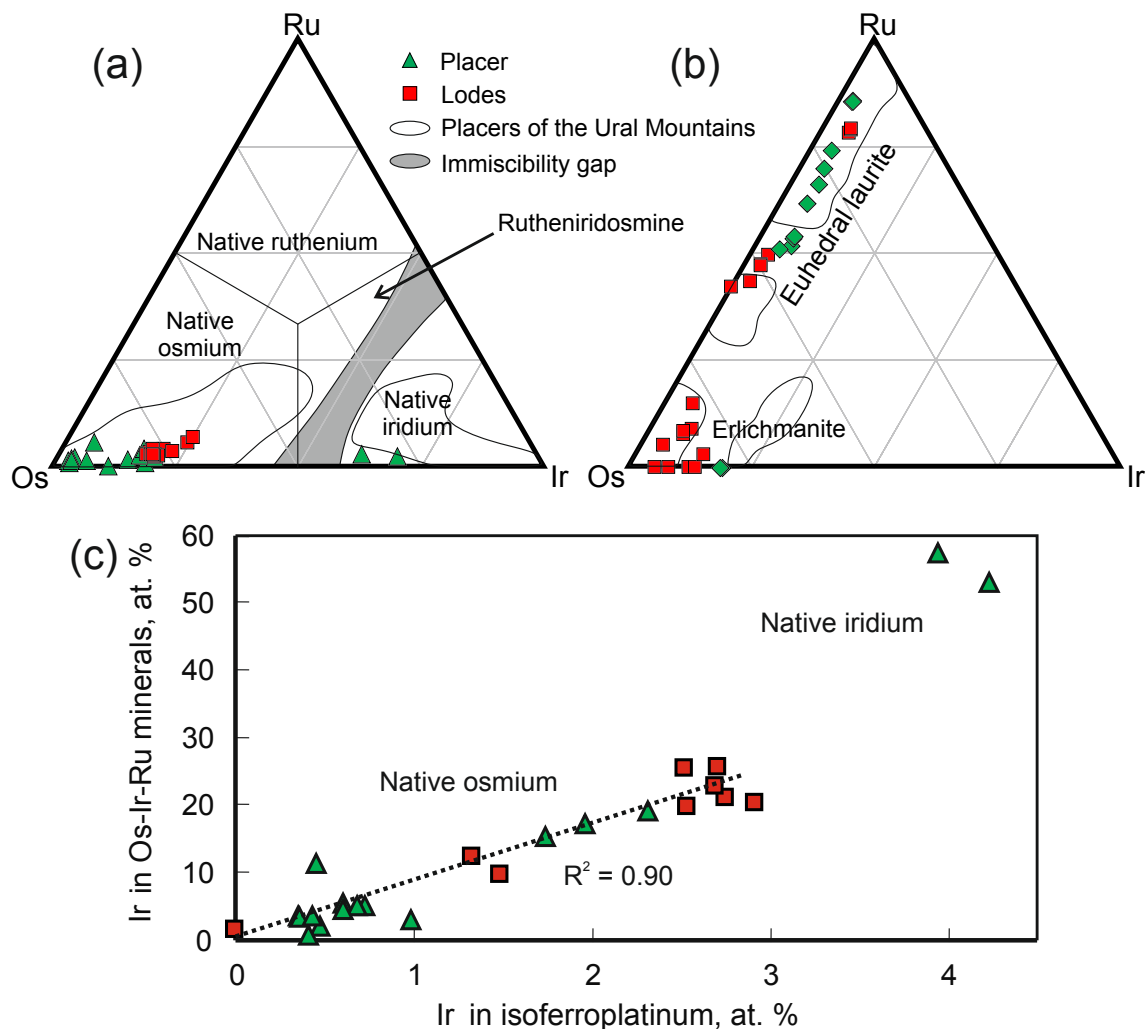 (a)
Ru
Placer
Lodes
Placers of the Ural Mountains
Immiscibility gap
Native ruthenium
Rutheniridosmine
Native
osmium
Native
iridium
Os
Ir
(b)
Ru
Euhedral laurite
Erlichmanite
Os
Ir
(c)
Ir in Os-Ir-Ru minerals, at. %
60
50
40
30
20
10
0
Native iridium
Native osmium
R² = 0.90
0 1 2 3 4
Ir in isoferroplatinum, at. %